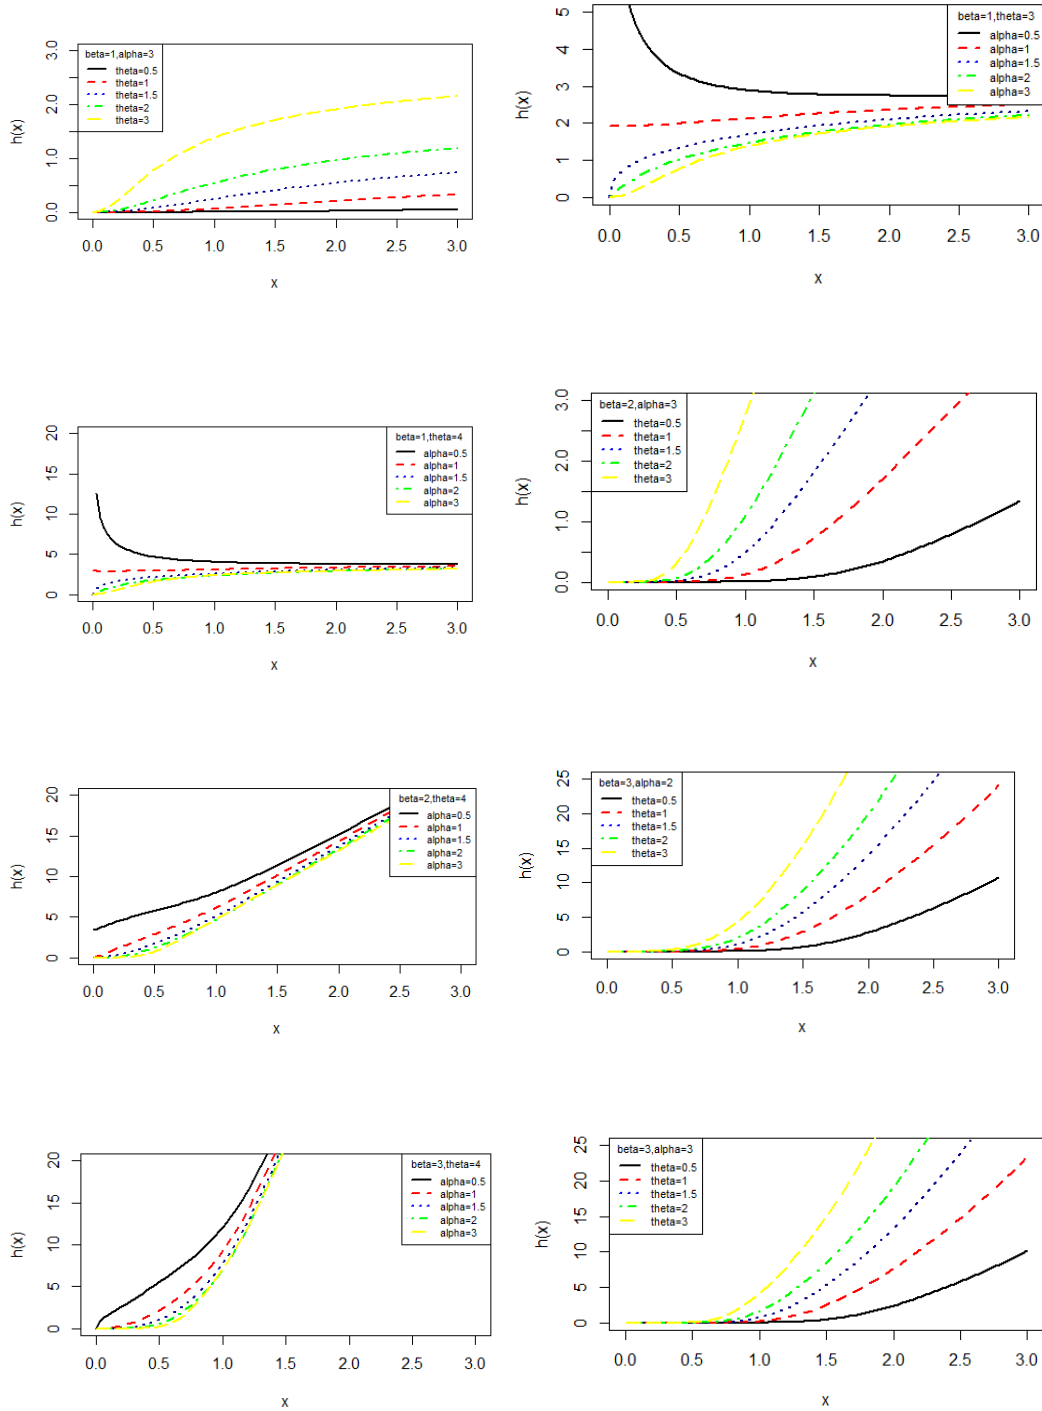 beta=1,alpha=3
theta=0.5
theta=1
theta=1.5
theta=2
theta=3
h(x)
0.0
1.0
2.0
3.0
0.0 0.5 1.0 1.5 2.0 2.5 3.0
x
beta=1,theta=3
alpha=0.5
alpha=1
alpha=1.5
alpha=2
alpha=3
h(x)
0
1
2
3
4
5
0.0 0.5 1.0 1.5 2.0 2.5 3.0
x
beta=1,theta=4
alpha=0.5
alpha=1
alpha=1.5
alpha=2
alpha=3
h(x)
0
5
10
15
20
0.0 0.5 1.0 1.5 2.0 2.5 3.0
x
beta=2,alpha=3
theta=0.5
theta=1
theta=1.5
theta=2
theta=3
h(x)
0.0
1.0
2.0
3.0
0.0 0.5 1.0 1.5 2.0 2.5 3.0
x
beta=2,theta=4
alpha=0.5
alpha=1
alpha=1.5
alpha=2
alpha=3
h(x)
0
5
10
15
20
0.0 0.5 1.0 1.5 2.0 2.5 3.0
x
beta=3,alpha=2
theta=0.5
theta=1
theta=1.5
theta=2
theta=3
h(x)
0
5
10
15
20
25
0.0 0.5 1.0 1.5 2.0 2.5 3.0
x
beta=3,theta=4
alpha=0.5
alpha=1
alpha=1.5
alpha=2
alpha=3
h(x)
0
5
10
15
20
0.0 0.5 1.0 1.5 2.0 2.5 3.0
x
beta=3,alpha=3
theta=0.5
theta=1
theta=1.5
theta=2
theta=3
h(x)
0
5
10
15
20
25
0.0 0.5 1.0 1.5 2.0 2.5 3.0
x